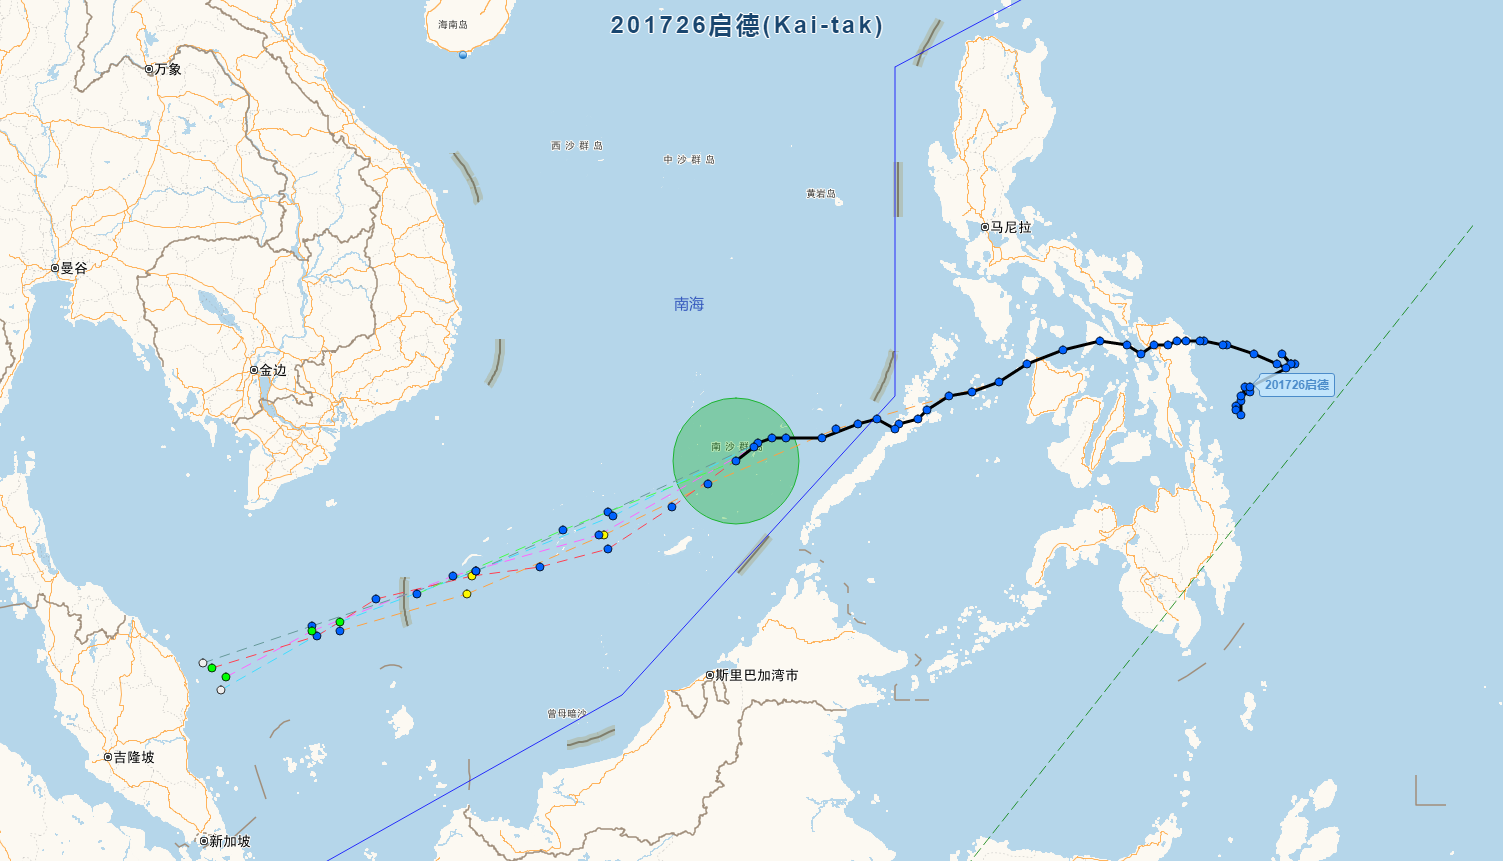 201726启德(Kai-tak)
海南岛
万象
西沙群岛
中沙群岛
黄岩岛
马尼拉
曼谷
南海
金边
201726启德
南沙群岛
斯里巴加湾市
曾母暗沙
吉隆坡
新加坡